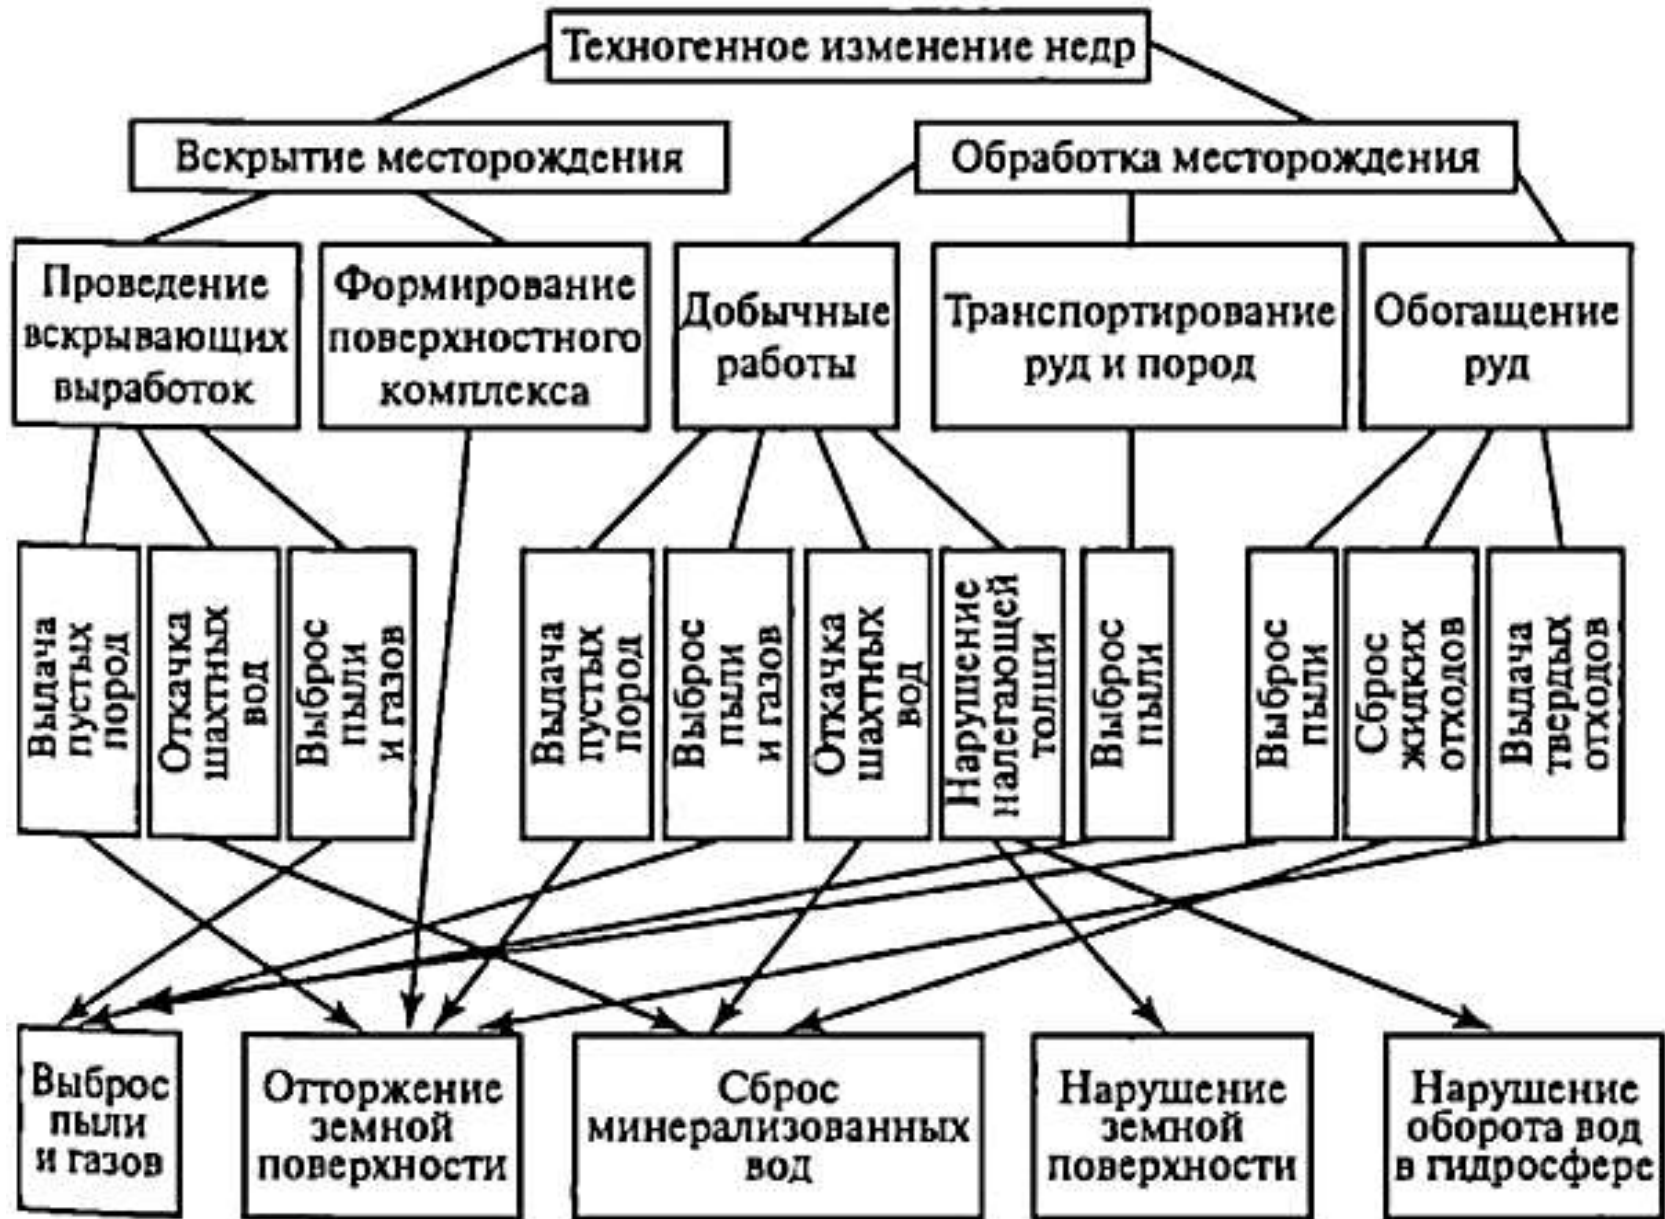 Техногенное изменение недр
Вскрытие месторождения
Обработка месторождения
Проведение
вскрывающих
выработок
Формирование
поверхностного
комплекса
Добычные
работы
Транспортирование
руд и пород
Обогащение
руд
Выдача
пустых
пород
Откачка
шахтных
вод
Выброс
пыли
и газов
Выдача
пустых
пород
Выброс
пыли
и газов
Откачка
шахтных
вод
Нарушение
налегающей
толши
Выброс
пыли
Выброс
пыли
Сброс
жидких
отходов
Выдача
твердых
отходов
Выброс
пыли
и газов
Отторжение
земной
поверхности
Сброс
минерализованных
вод
Нарушение
земной
поверхности
Нарушение
оборота вод
в гидросфере